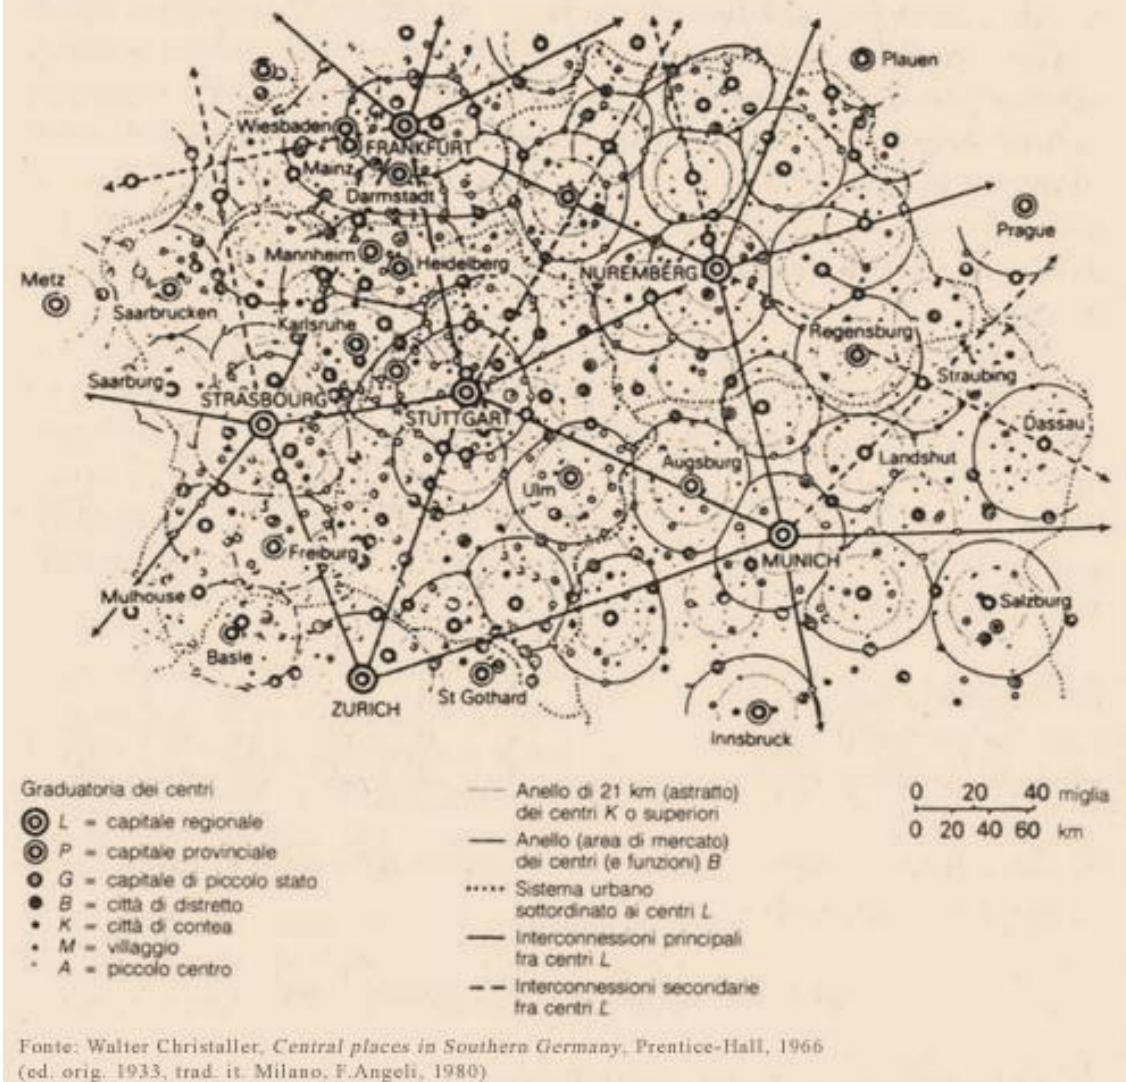 Plauen
Wiesbaden
FRANKFURT
Mainz
Darmstadt
Prague
Mannheim
Heidelberg
NUREMBERG
Metz
Saarbrucken
Karlsruhe
Regensburg
Saarburg
STRASBOURG
Straubing
STUTTGART
Dassau
Augsburg
Landshut
Ulm
Freiburg
MUNICH
Mulhouse
Salzburg
Basle
St Gothard
ZURICH
Innsbruck
Graduatoria dei centri
L = capitale regionale
P = capitale provinciale
G = capitale di piccolo stato
B = città di distretto
K = città di contea
M = villaggio
A = piccolo centro
Anello di 21 km (astratto)
dei centri K o superiori
Anello (area di mercato)
dei centri (e funzioni) B
Sistema urbano
sottordinato ai centri L
Interconnessioni principali
fra centri L
Interconnessioni secondarie
fra centri L
0 20 40 miglia
0 20 40 60 km
Fonte: Walter Christaller, Central places in Southern Germany, Prentice-Hall, 1966
(ed. orig. 1933, trad. it. Milano, F.Angeli, 1980)